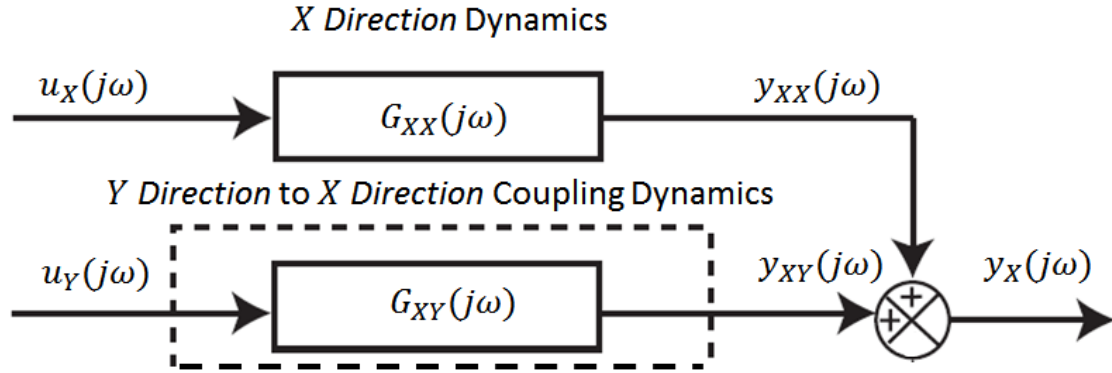 X Direction Dynamics
u_X(jω)
G_XX(jω)
y_XX(jω)
Y Direction to X Direction Coupling Dynamics
u_Y(jω)
G_XY(jω)
y_XY(jω)
+
+
y_X(jω)